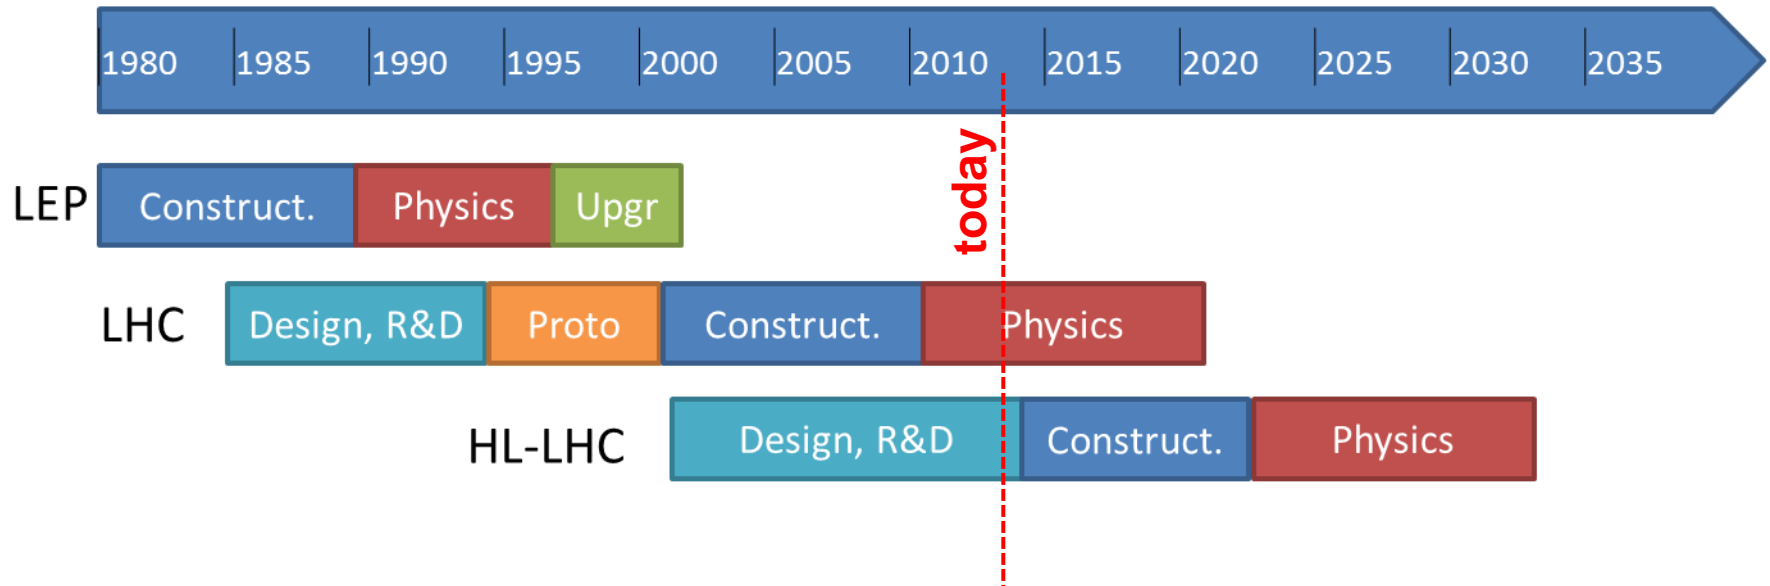 1980 1985 1990 1995 2000 2005 2010 2015 2020 2025 2030 2035
today
LEP Construct. Physics Upgr
LHC Design, R&D Proto Construct. Physics
HL-LHC Design, R&D Construct. Physics